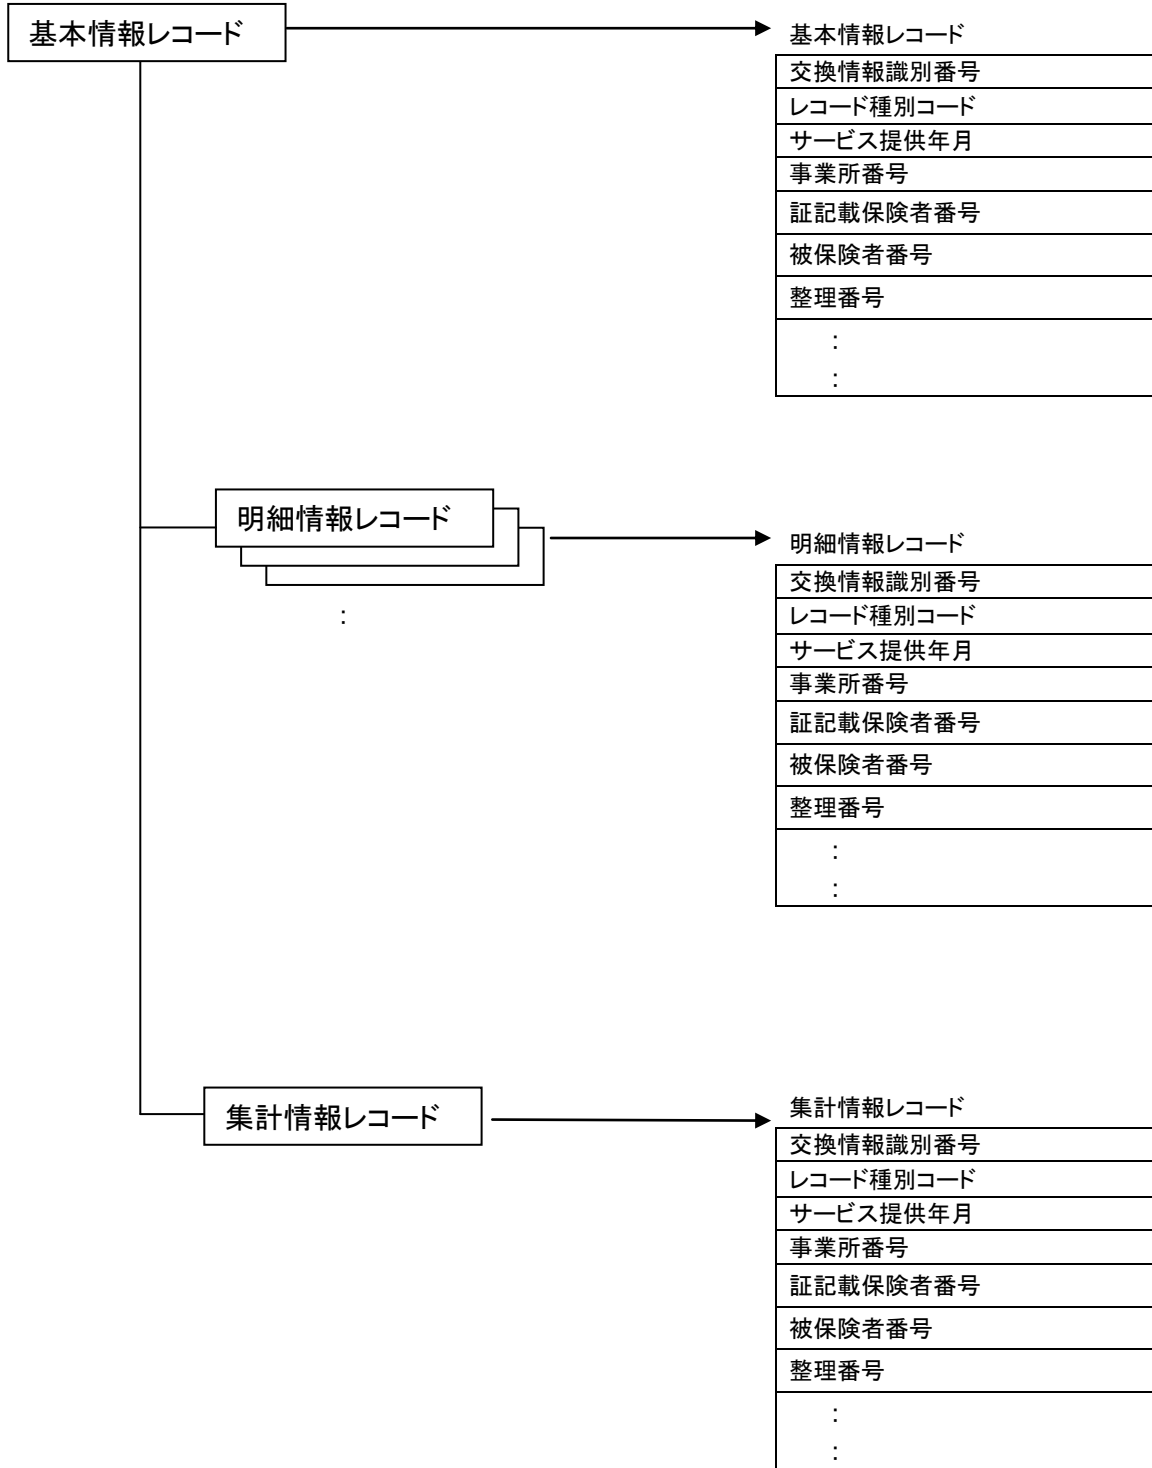 基本情報レコード
基本情報レコード
交換情報識別番号
レコード種別コード
サービス提供年月
事業所番号
証記載保険者番号
被保険者番号
整理番号
:
:
明細情報レコード
:
明細情報レコード
交換情報識別番号
レコード種別コード
サービス提供年月
事業所番号
証記載保険者番号
被保険者番号
整理番号
:
:
集計情報レコード
集計情報レコード
交換情報識別番号
レコード種別コード
サービス提供年月
事業所番号
証記載保険者番号
被保険者番号
整理番号
:
: